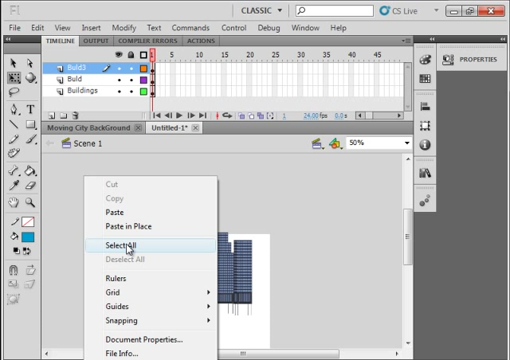 Fl
CLASSIC
CS Live
File Edit View Insert Modify Text Commands Control Debug Window Help
TIMELINE OUTPUT COMPILER ERRORS ACTIONS
PROPERTIES
5 10 15 20 25 30 35 40 45
Buld3
Buld
Buildings
1 24.00 fps 0.0 s
Moving City BackGround Untitled-1*
Scene 1
50%
Cut
Copy
Paste
Paste in Place
Select All
Deselect All
Rulers
Grid
Guides
Snapping
Document Properties...
File Info...